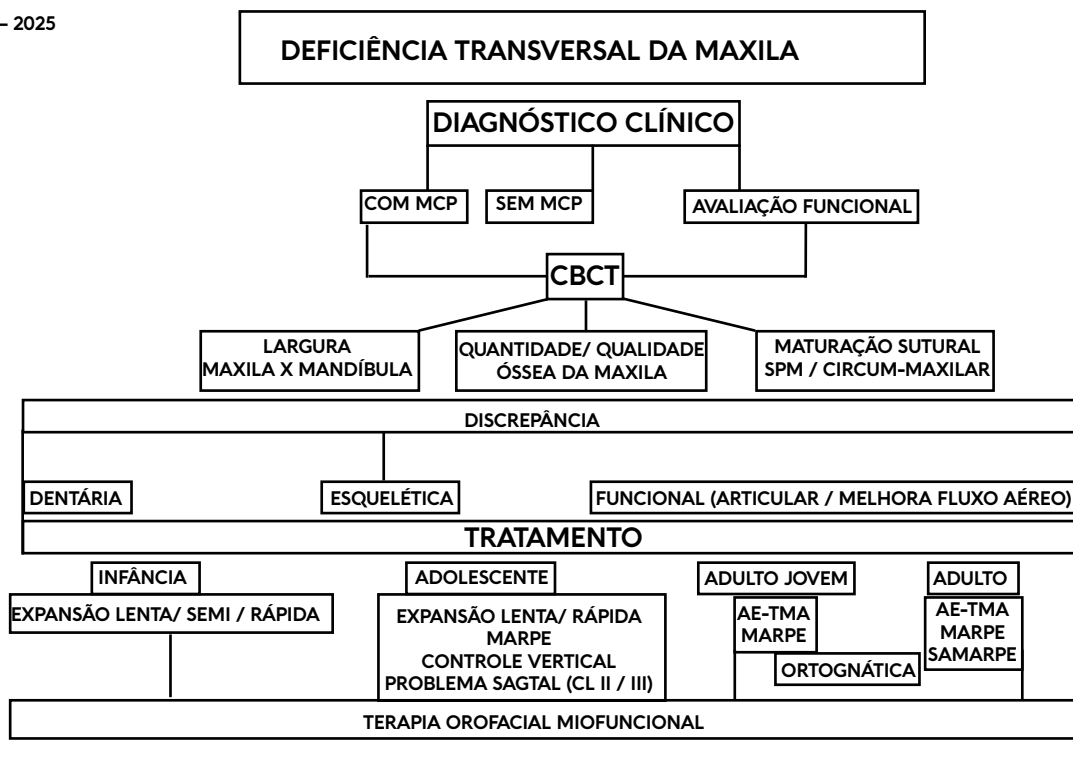 – 2025
DEFICIÊNCIA TRANSVERSAL DA MAXILA
DIAGNÓSTICO CLÍNICO
COM MCP
SEM MCP
AVALIAÇÃO FUNCIONAL
CBCT
LARGURA
MAXILA X MANDÍBULA
QUANTIDADE/ QUALIDADE
ÓSSEA DA MAXILA
MATURAÇÃO SUTURAL
SPM / CIRCUM-MAXILAR
DISCREPÂNCIA
DENTÁRIA
ESQUELÉTICA
FUNCIONAL (ARTICULAR / MELHORA FLUXO AÉREO)
TRATAMENTO
INFÂNCIA
EXPANSÃO LENTA/ SEMI / RÁPIDA
ADOLESCENTE
EXPANSÃO LENTA/ RÁPIDA
MARPE
CONTROLE VERTICAL
PROBLEMA SAGTAL (CL II / III)
ADULTO JOVEM
AE-TMA
MARPE
ORTOGNÁTICA
ADULTO
AE-TMA
MARPE
SAMARPE
TERAPIA OROFACIAL MIOFUNCIONAL